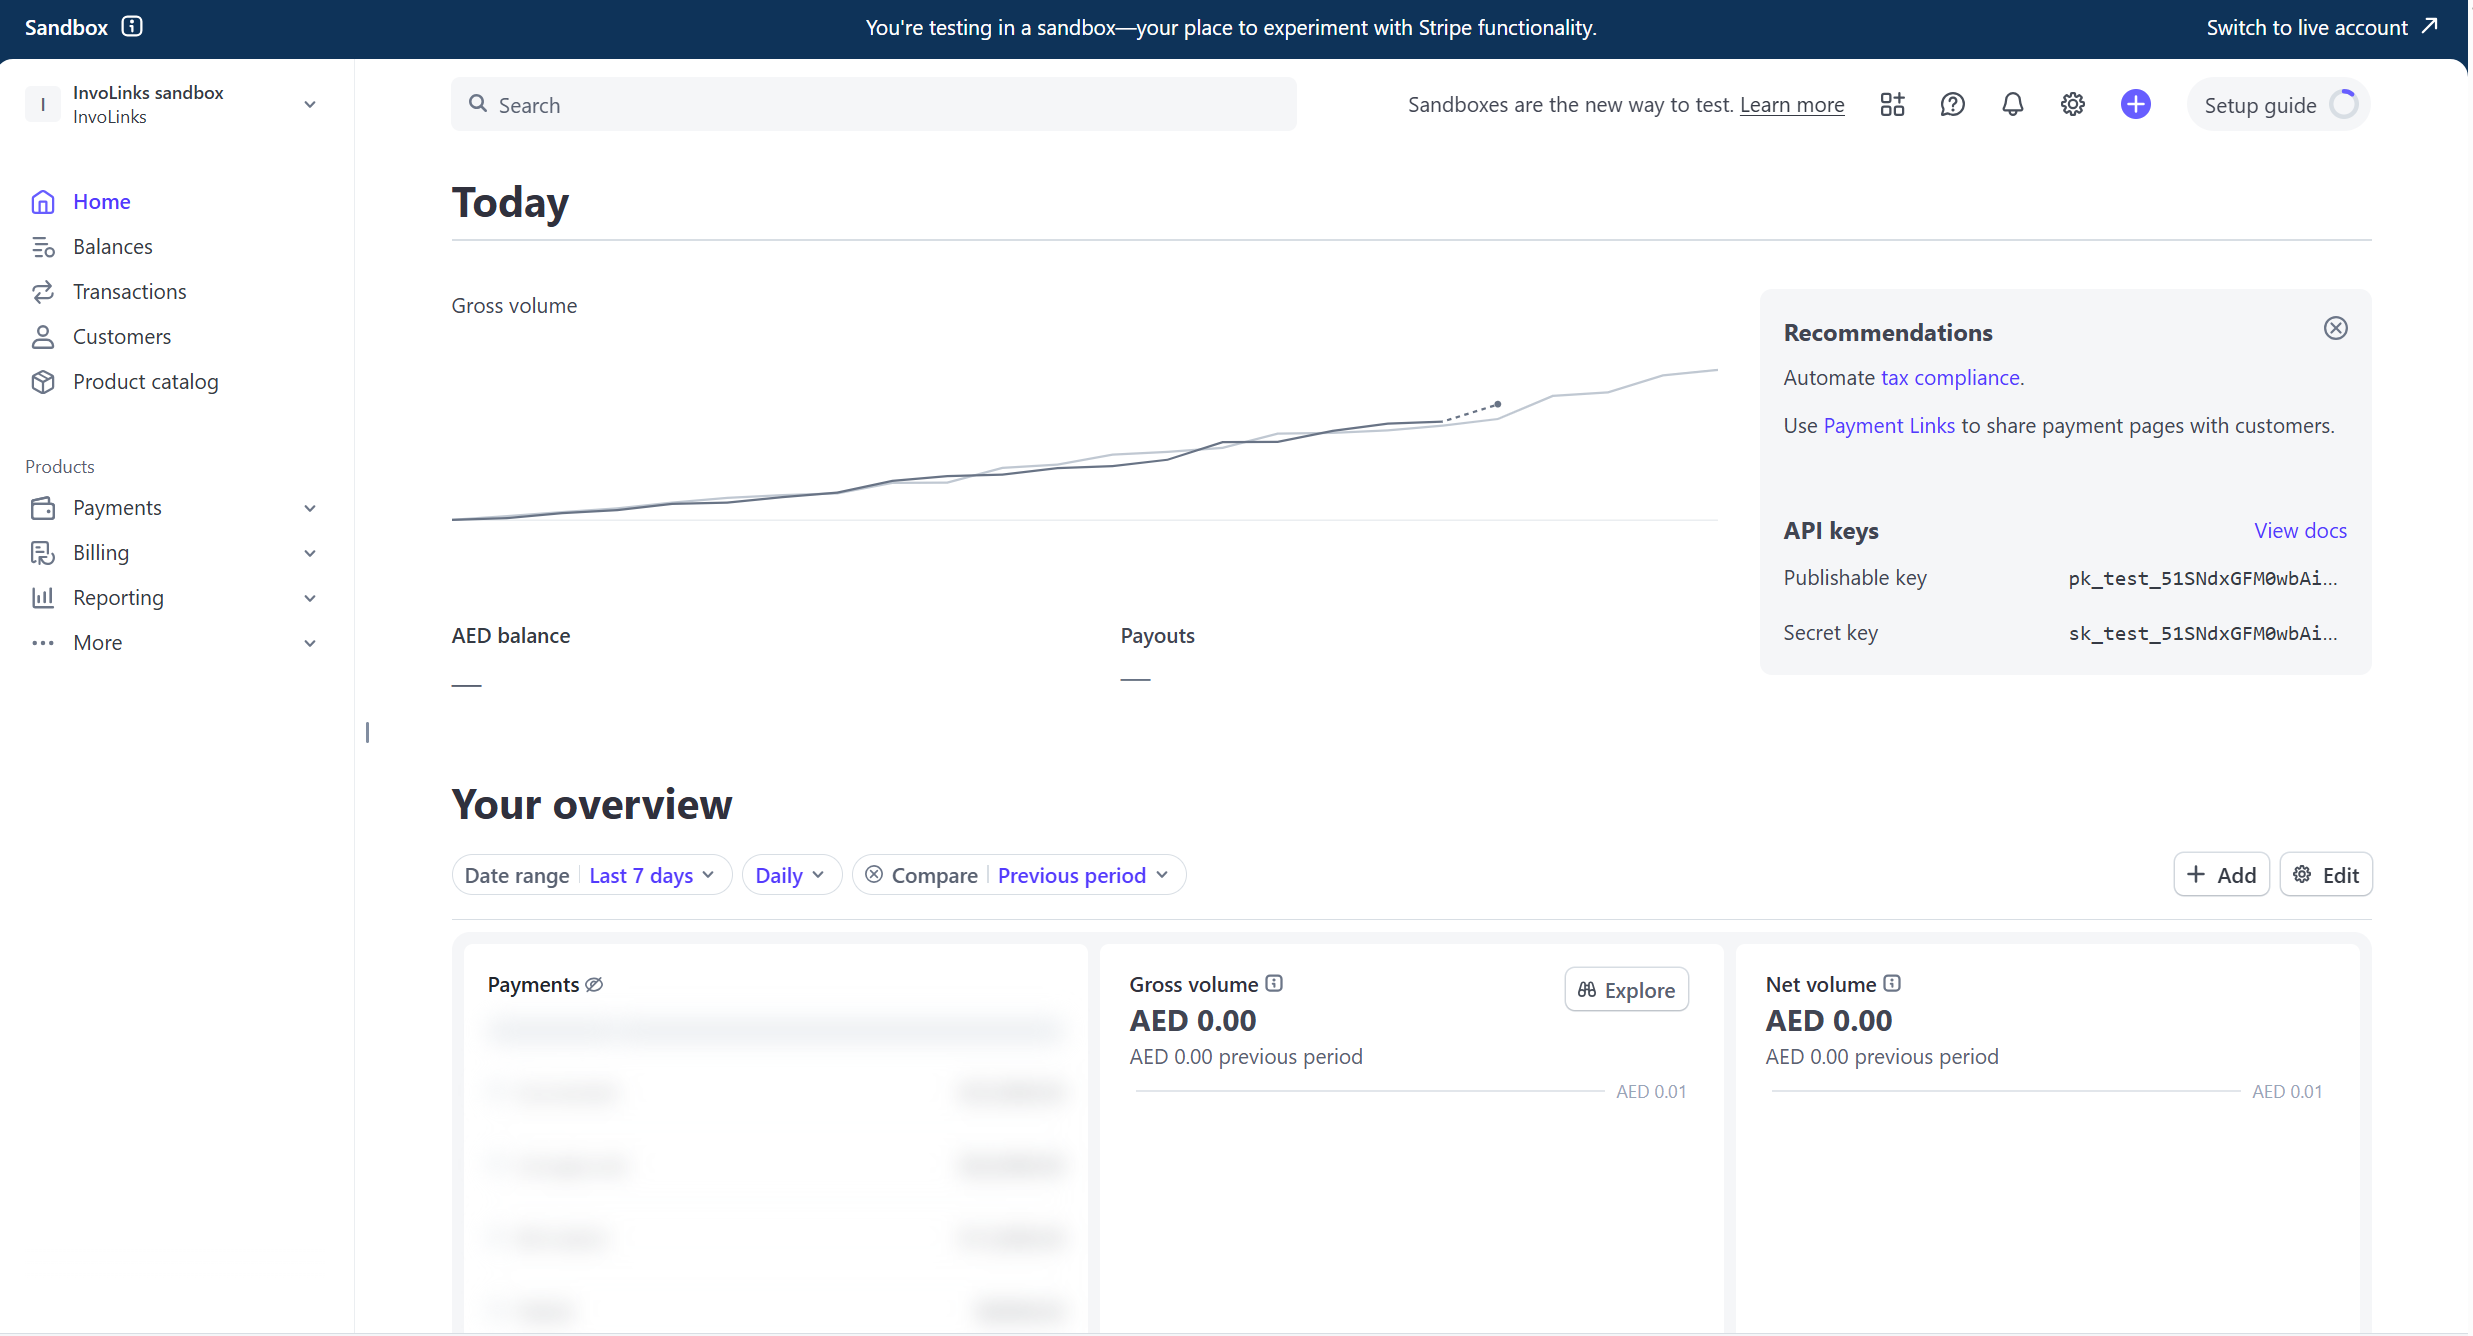 Sandbox
You're testing in a sandbox—your place to experiment with Stripe functionality.
Switch to live account
I
InvoLinks sandbox
InvoLinks
Search
Sandboxes are the new way to test. Learn more
Setup guide
Home
Balances
Transactions
Customers
Product catalog
Products
Payments
Billing
Reporting
More
Today
Gross volume
Recommendations
Automate tax compliance.
Use Payment Links to share payment pages with customers.
API keys
View docs
Publishable key
pk_test_51SNdxGFM0wbAi…
Secret key
sk_test_51SNdxGFM0wbAi…
AED balance
—
Payouts
—
Your overview
Date range
Last 7 days
Daily
Compare
Previous period
Add
Edit
Payments
Gross volume
Explore
AED 0.00
AED 0.00 previous period
AED 0.01
Net volume
AED 0.00
AED 0.00 previous period
AED 0.01